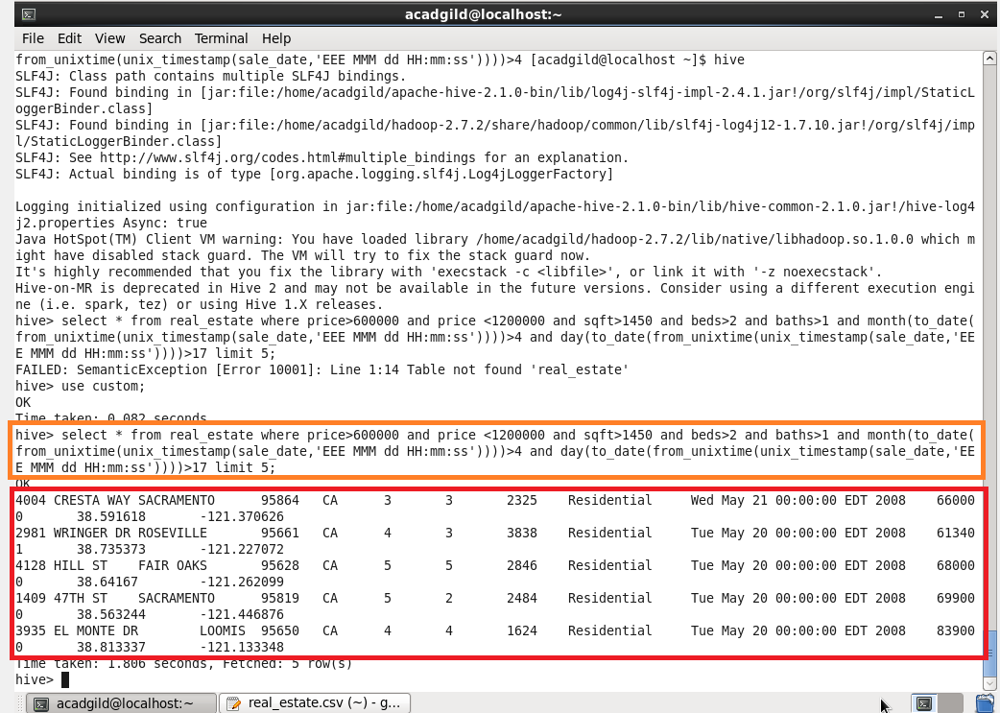 acadgild@localhost:~
File Edit View Search Terminal Help
from_unixtime(unix_timestamp(sale_date,'EEE MMM dd HH:mm:ss'))))>4 [acadgild@localhost ~]$ hive
SLF4J: Class path contains multiple SLF4J bindings.
SLF4J: Found binding in [jar:file:/home/acadgild/apache-hive-2.1.0-bin/lib/log4j-slf4j-impl-2.4.1.jar!/org/slf4j/impl/StaticL
oggerBinder.class]
SLF4J: Found binding in [jar:file:/home/acadgild/hadoop-2.7.2/share/hadoop/common/lib/slf4j-log4j12-1.7.10.jar!/org/slf4j/imp
l/StaticLoggerBinder.class]
SLF4J: See http://www.slf4j.org/codes.html#multiple_bindings for an explanation.
SLF4J: Actual binding is of type [org.apache.logging.slf4j.Log4jLoggerFactory]
Logging initialized using configuration in jar:file:/home/acadgild/apache-hive-2.1.0-bin/lib/hive-common-2.1.0.jar!/hive-log4
j2.properties Async: true
Java HotSpot(TM) Client VM warning: You have loaded library /home/acadgild/hadoop-2.7.2/lib/native/libhadoop.so.1.0.0 which m
ight have disabled stack guard. The VM will try to fix the stack guard now.
It's highly recommended that you fix the library with 'execstack -c <libfile>', or link it with '-z noexecstack'.
Hive-on-MR is deprecated in Hive 2 and may not be available in the future versions. Consider using a different execution engi
ne (i.e. spark, tez) or using Hive 1.X releases.
hive> select * from real_estate where price>600000 and price <1200000 and sqft>1450 and beds>2 and baths>1 and month(to_date(
from_unixtime(unix_timestamp(sale_date,'EEE MMM dd HH:mm:ss'))))>4 and day(to_date(from_unixtime(unix_timestamp(sale_date,'EE
E MMM dd HH:mm:ss'))))>17 limit 5;
FAILED: SemanticException [Error 10001]: Line 1:14 Table not found 'real_estate'
hive> use custom;
OK
Time taken: 0.082 seconds
hive> select * from real_estate where price>600000 and price <1200000 and sqft>1450 and beds>2 and baths>1 and month(to_date(
from_unixtime(unix_timestamp(sale_date,'EEE MMM dd HH:mm:ss'))))>4 and day(to_date(from_unixtime(unix_timestamp(sale_date,'EE
E MMM dd HH:mm:ss'))))>17 limit 5;
OK
4004 CRESTA WAY SACRAMENTO 95864 CA 3 3 2325 Residential Wed May 21 00:00:00 EDT 2008 66000
0 38.591618 -121.370626
2981 WRINGER DR ROSEVILLE 95661 CA 4 3 3838 Residential Tue May 20 00:00:00 EDT 2008 61340
1 38.735373 -121.227072
4128 HILL ST FAIR OAKS 95628 CA 5 5 2846 Residential Tue May 20 00:00:00 EDT 2008 68000
0 38.64167 -121.262099
1409 47TH ST SACRAMENTO 95819 CA 5 2 2484 Residential Tue May 20 00:00:00 EDT 2008 69900
0 38.563244 -121.446876
3935 EL MONTE DR LOOMIS 95650 CA 4 4 1624 Residential Tue May 20 00:00:00 EDT 2008 83900
0 38.813337 -121.133348
Time taken: 1.806 seconds, Fetched: 5 row(s)
hive>
acadgild@localhost:~ real_estate.csv (~) - g...